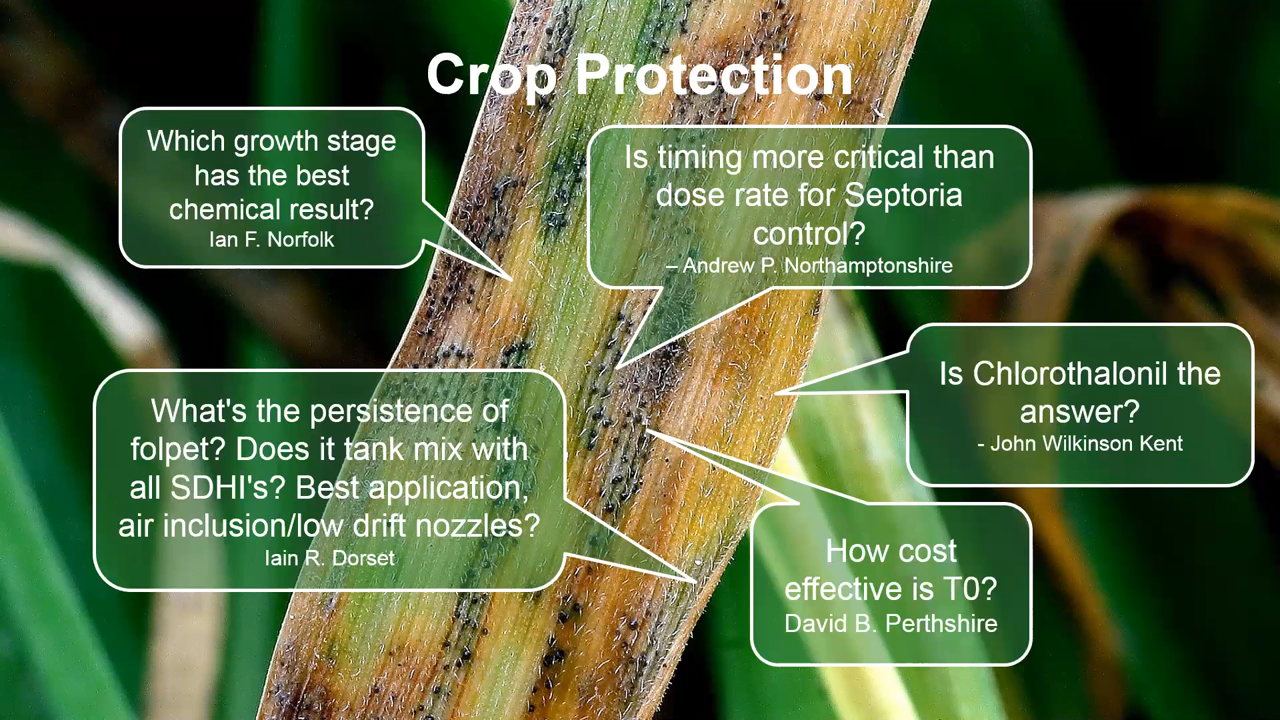 Crop Protection
Which growth stage
has the best
chemical result?
Ian F. Norfolk
Is timing more critical than
dose rate for Septoria
control?
– Andrew P. Northamptonshire
Is Chlorothalonil the
answer?
- John Wilkinson Kent
What's the persistence of
folpet? Does it tank mix with
all SDHI's? Best application,
air inclusion/low drift nozzles?
Iain R. Dorset
How cost
effective is T0?
David B. Perthshire